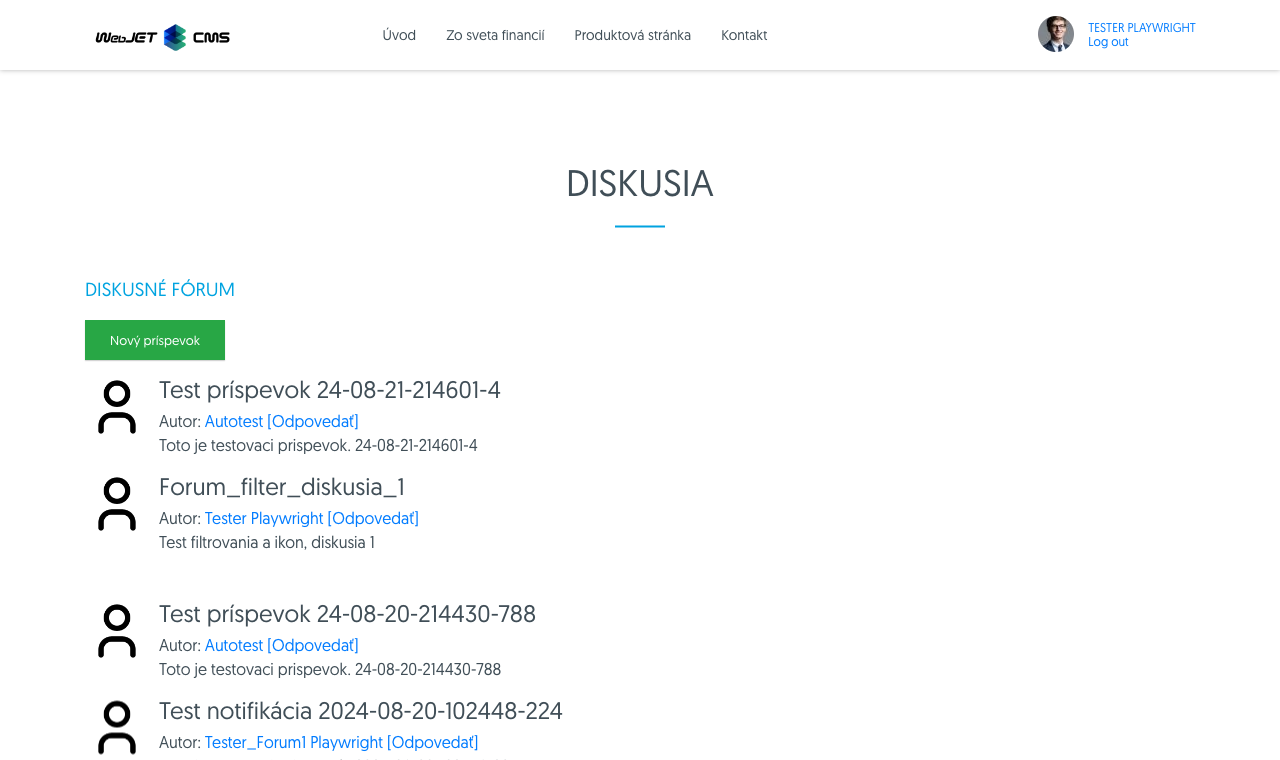 WebJET CMS
Úvod
Zo sveta financií
Produktová stránka
Kontakt
TESTER PLAYWRIGHT
Log out
DISKUSIA
DISKUSNÉ FÓRUM
Nový príspevok
Test príspevok 24-08-21-214601-4
Autor: Autotest [Odpovedať]
Toto je testovaci prispevok. 24-08-21-214601-4
Forum_filter_diskusia_1
Autor: Tester Playwright [Odpovedať]
Test filtrovania a ikon, diskusia 1
Test príspevok 24-08-20-214430-788
Autor: Autotest [Odpovedať]
Toto je testovaci prispevok. 24-08-20-214430-788
Test notifikácia 2024-08-20-102448-224
Autor: Tester_Forum1 Playwright [Odpovedať]